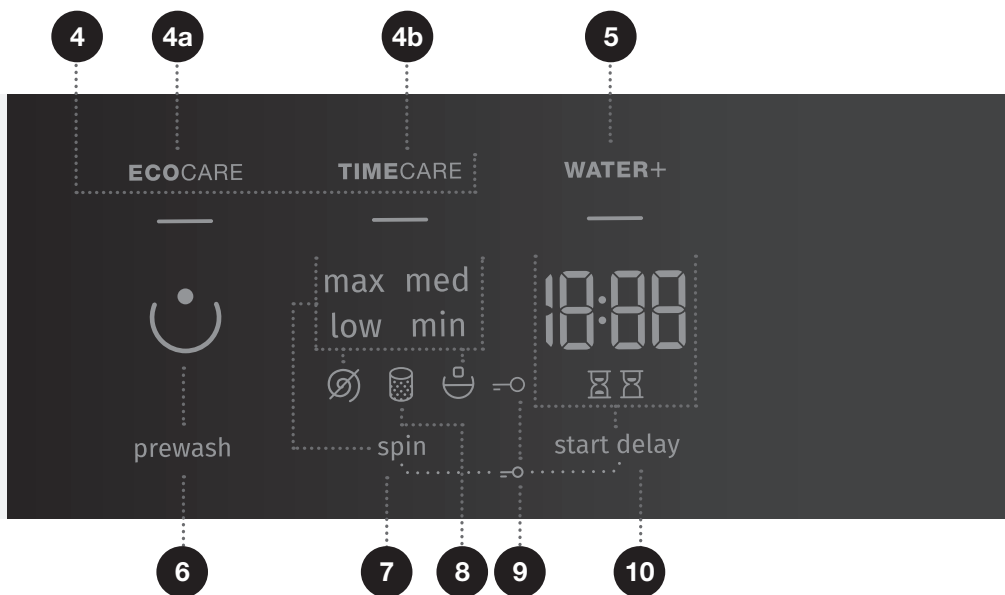 4 4a 4b 5
ECOCARE TIMECARE WATER+
max med 18:88
low min
prewash spin start delay
6 7 8 9 10